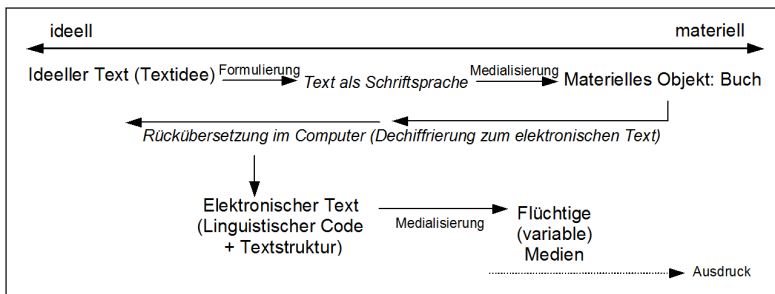 ideell materiell
Ideeller Text (Textidee) Formulierung Text als Schriftsprache Medialisierung Materielles Objekt: Buch
Rückübersetzung im Computer (Dechiffrierung zum elektronischen Text)
Elektronischer Text
(Linguistischer Code
+ Textstruktur)
Medialisierung
Flüchtige
(variable)
Medien
Ausdruck